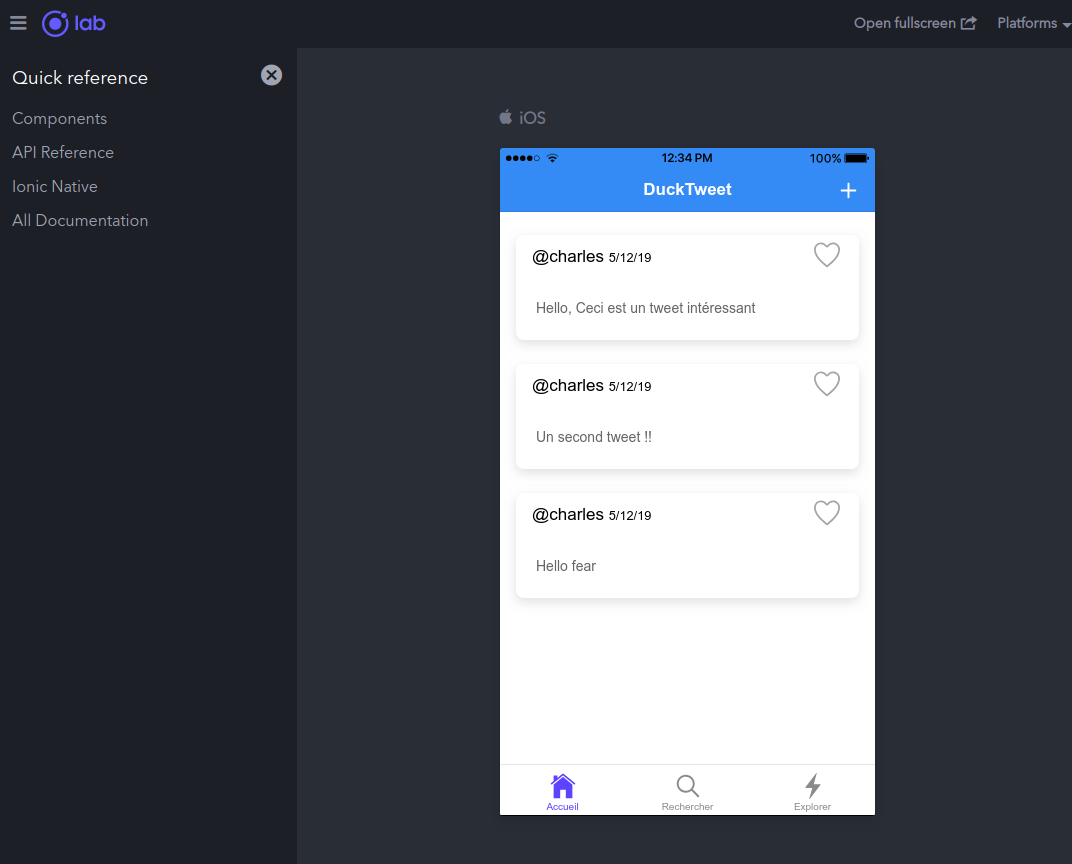 lab
Open fullscreen
Platforms
Quick reference
Components
API Reference
Ionic Native
All Documentation
iOS
12:34 PM
100%
DuckTweet
+
@charles 5/12/19
Hello, Ceci est un tweet intéressant
@charles 5/12/19
Un second tweet !!
@charles 5/12/19
Hello fear
Accueil
Rechercher
Explorer